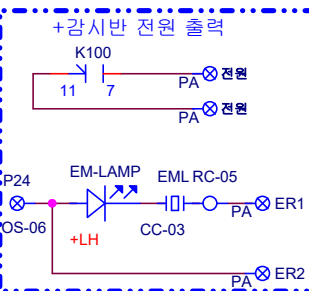 +감시반 전원 출력
K100
11 7
PA 전원
PA 전원
EM-LAMP EML RC-05
P24
OS-06
+LH
CC-03
PA ER1
PA ER2